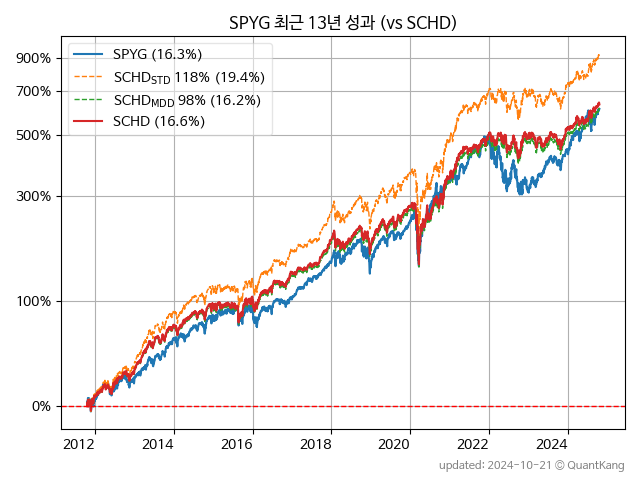 SPYG 최근 13년 성과 (vs SCHD)
900%
700%
500%
300%
100%
0%
SPYG (16.3%)
SCHD_STD 118% (19.4%)
SCHD_MDD 98% (16.2%)
SCHD (16.6%)
2012 2014 2016 2018 2020 2022 2024
updated: 2024-10-21 © QuantKang